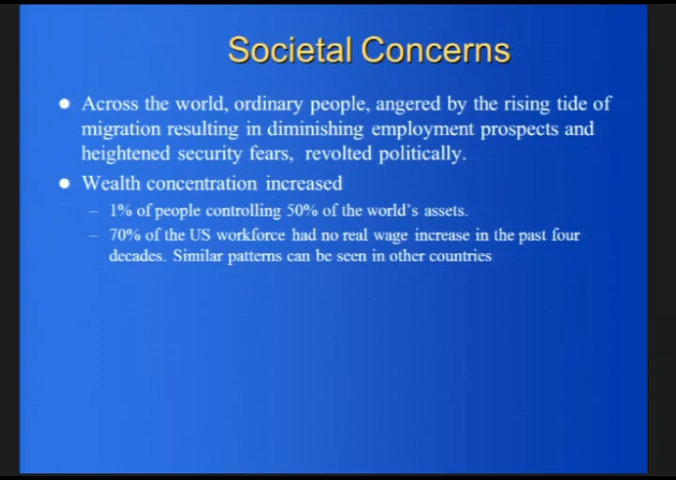 Societal Concerns
● Across the world, ordinary people, angered by the rising tide of
migration resulting in diminishing employment prospects and
heightened security fears, revolted politically.
● Wealth concentration increased
– 1% of people controlling 50% of the world's assets.
– 70% of the US workforce had no real wage increase in the past four
decades. Similar patterns can be seen in other countries